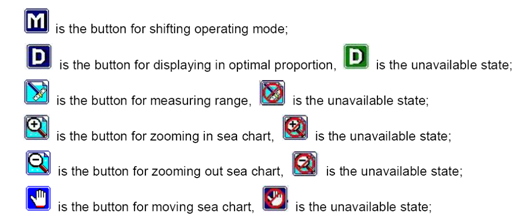 M is the button for shifting operating mode;
D is the button for displaying in optimal proportion, D is the unavailable state;
is the button for measuring range, is the unavailable state;
is the button for zooming in sea chart, is the unavailable state;
is the button for zooming out sea chart, is the unavailable state;
is the button for moving sea chart, is the unavailable state;